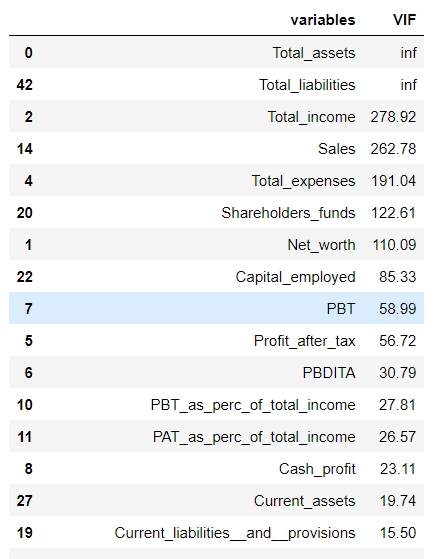 variables VIF
0 Total_assets inf
42 Total_liabilities inf
2 Total_income 278.92
14 Sales 262.78
4 Total_expenses 191.04
20 Shareholders_funds 122.61
1 Net_worth 110.09
22 Capital_employed 85.33
7 PBT 58.99
5 Profit_after_tax 56.72
6 PBDITA 30.79
10 PBT_as_perc_of_total_income 27.81
11 PAT_as_perc_of_total_income 26.57
8 Cash_profit 23.11
27 Current_assets 19.74
19 Current_liabilities__and__provisions 15.50